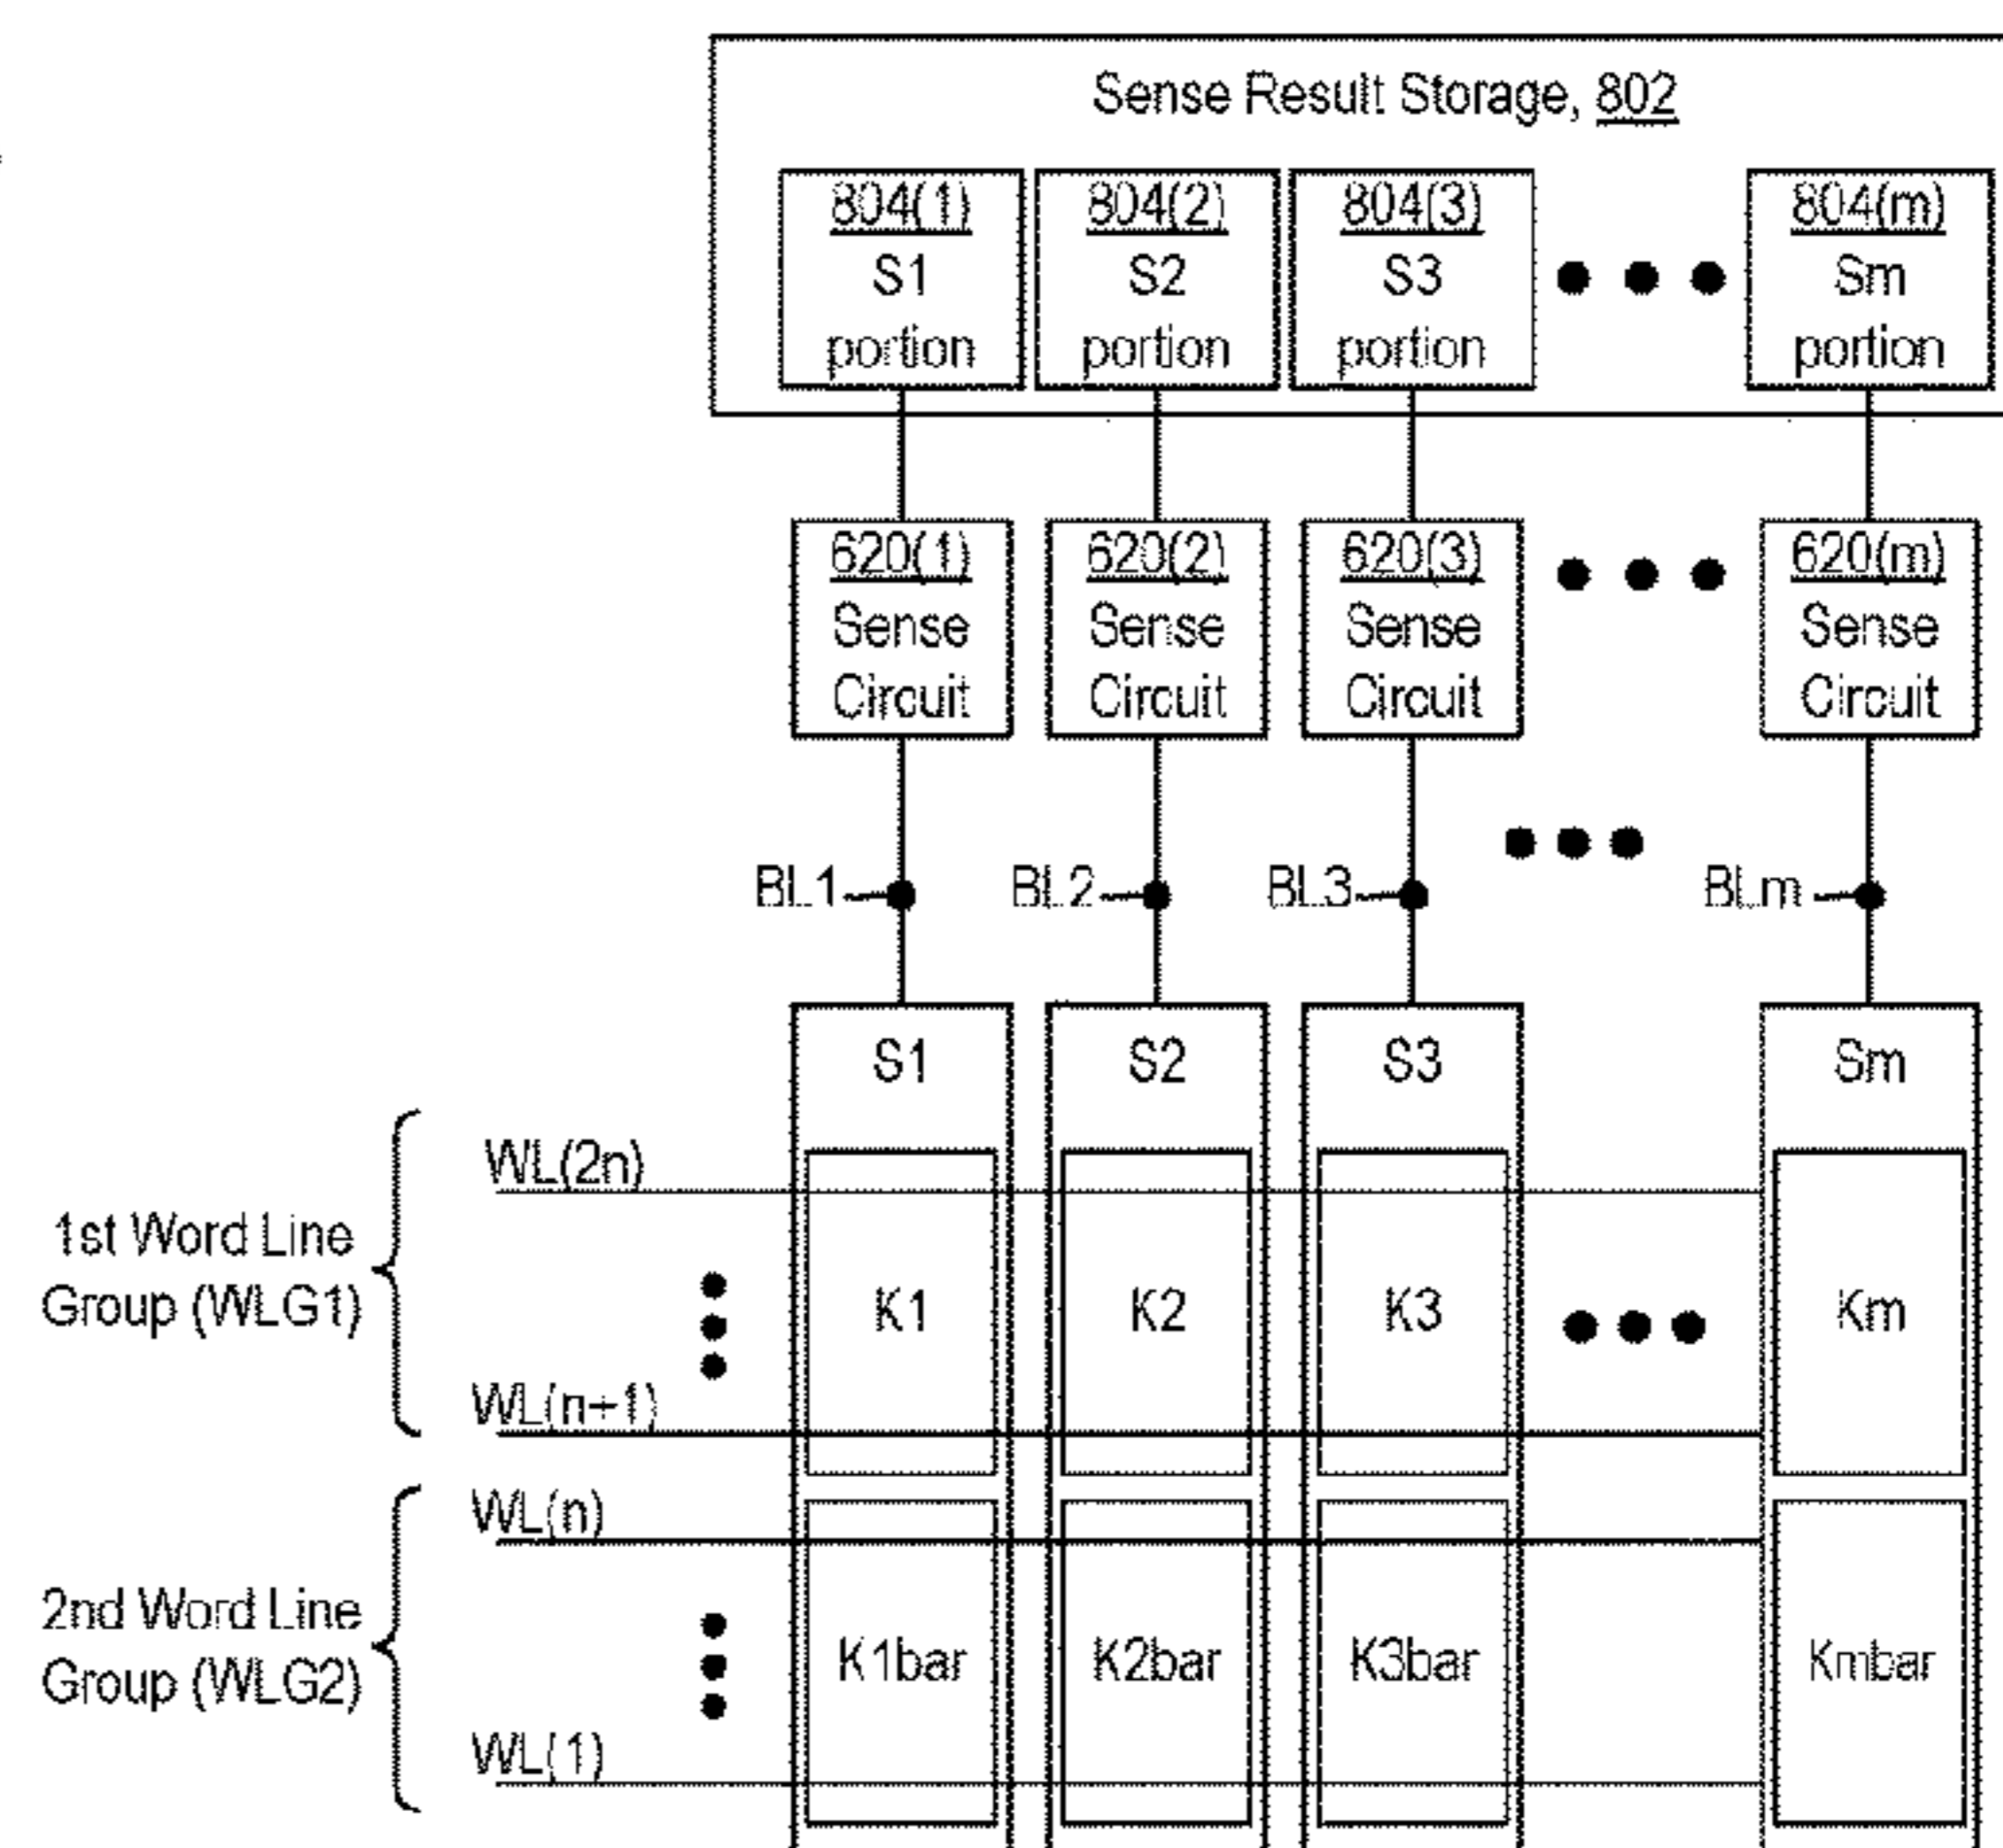 Sense Result Storage, 802
804(1) 804(2) 804(3) 804(m)
S1 S2 S3 Sm
portion portion portion portion
620(1) 620(2) 620(3) 620(m)
Sense Sense Sense Sense
Circuit Circuit Circuit Circuit
BL1 BL2 BL3 BLm
S1 S2 S3 Sm
WL(2n)
1st Word Line
Group (WLG1)
K1 K2 K3 Km
WL(n+1)
WL(n)
2nd Word Line
Group (WLG2)
K1bar K2bar K3bar Kmbar
WL(1)